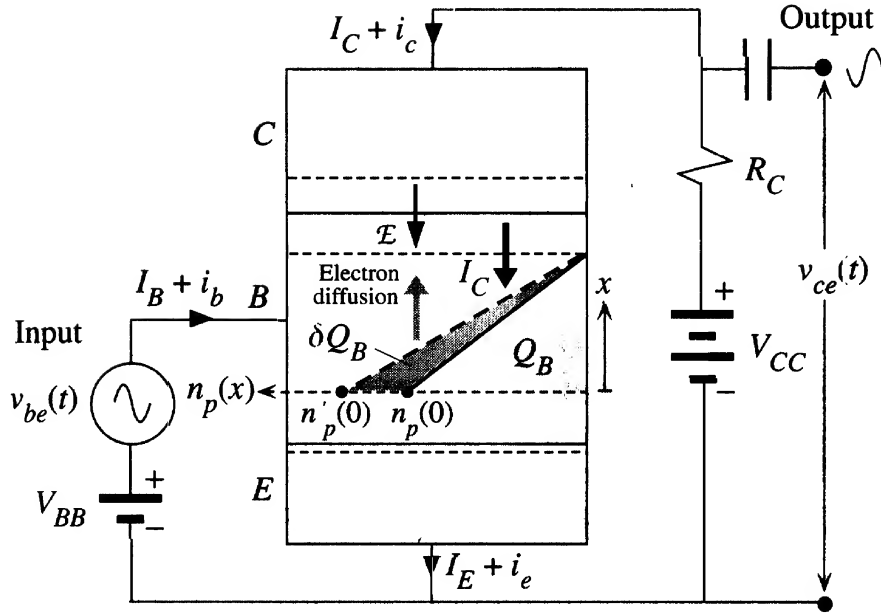 I_C + i_c
Output
C
R_C
ℰ
I_C
Electron
diffusion
x
v_ce(t)
I_B + i_b
B
Input
δQ_B
Q_B
+
V_CC
−
v_be(t)
n_p(x)
n'_p(0)
n_p(0)
+
V_BB
−
E
I_E + i_e